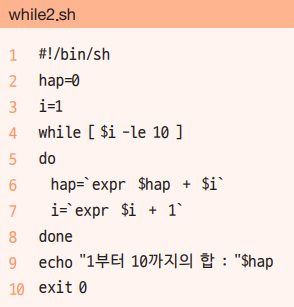 while2.sh
1 #!/bin/sh
2 hap=0
3 i=1
4 while [ $i -le 10 ]
5 do
6 hap=`expr $hap + $i`
7 i=`expr $i + 1`
8 done
9 echo "1부터 10까지의 합 : "$hap
10 exit 0